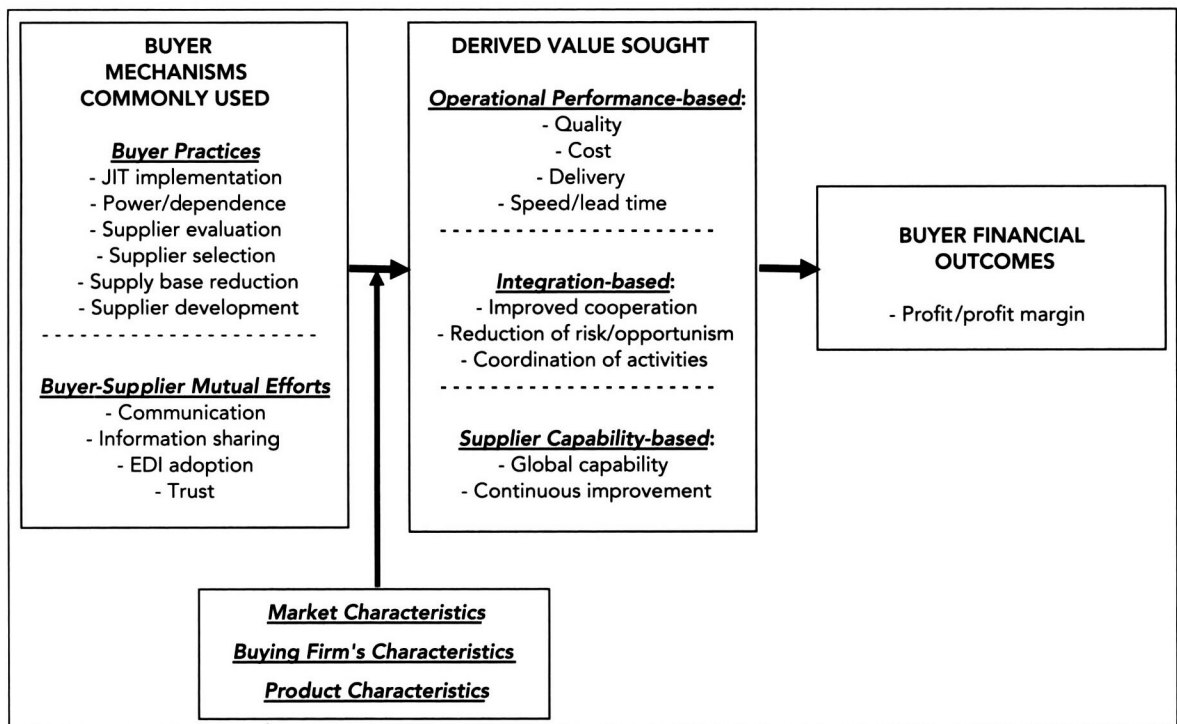 BUYER
MECHANISMS
COMMONLY USED
Buyer Practices
- JIT implementation
- Power/dependence
- Supplier evaluation
- Supplier selection
- Supply base reduction
- Supplier development
Buyer-Supplier Mutual Efforts
- Communication
- Information sharing
- EDI adoption
- Trust
DERIVED VALUE SOUGHT
Operational Performance-based:
- Quality
- Cost
- Delivery
- Speed/lead time
Integration-based:
- Improved cooperation
- Reduction of risk/opportunism
- Coordination of activities
Supplier Capability-based:
- Global capability
- Continuous improvement
BUYER FINANCIAL
OUTCOMES
- Profit/profit margin
Market Characteristics
Buying Firm's Characteristics
Product Characteristics